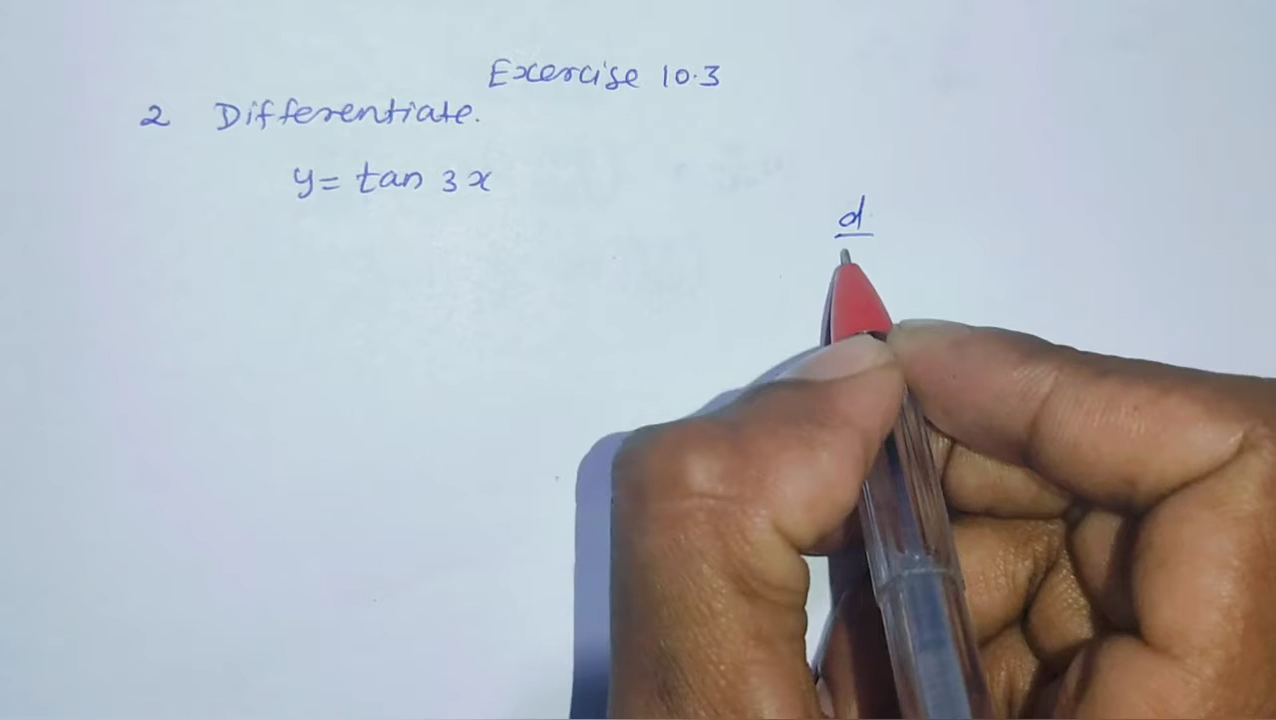 Exercise 10.3
2 Differentiate.
y = tan 3x
d